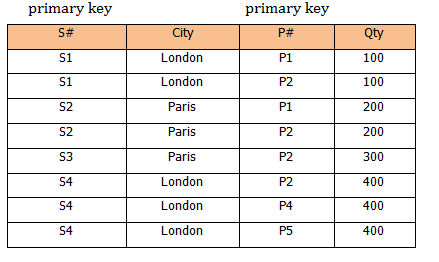 primary key primary key
S# City P# Qty
S1 London P1 100
S1 London P2 100
S2 Paris P1 200
S2 Paris P2 200
S3 Paris P2 300
S4 London P2 400
S4 London P4 400
S4 London P5 400